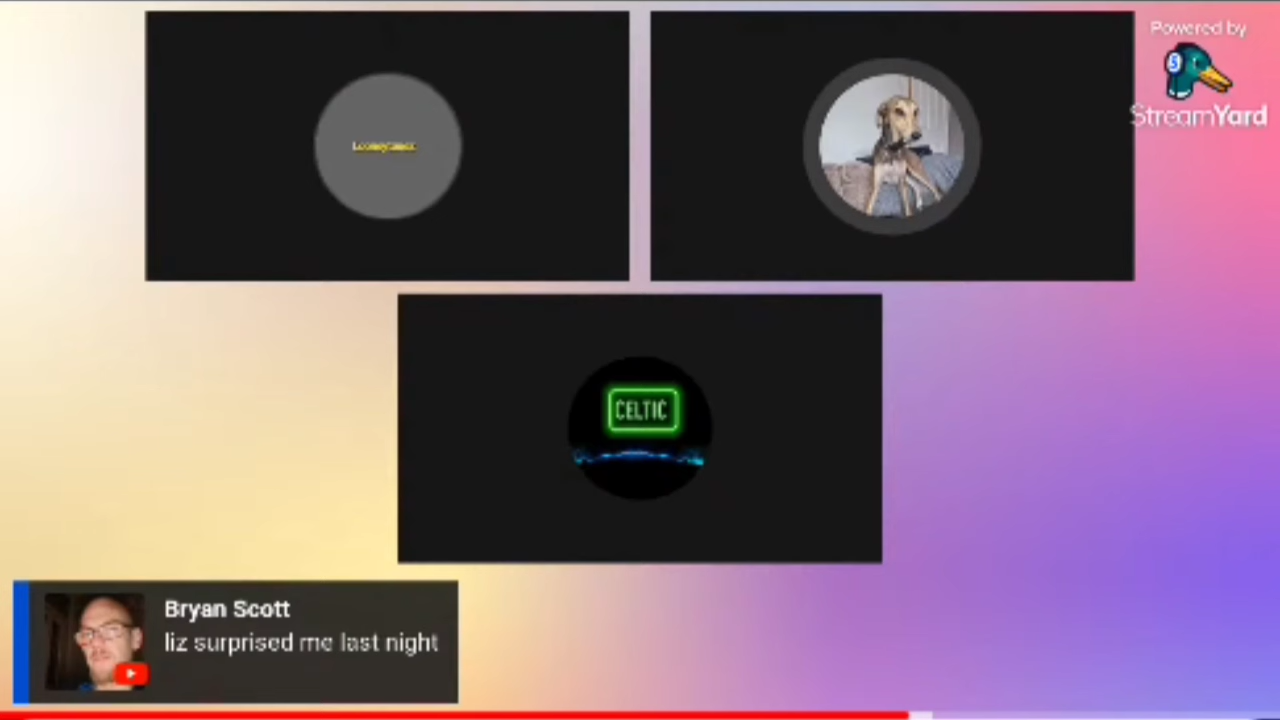 Powered by
StreamYard
CELTIC
Bryan Scott
liz surprised me last night